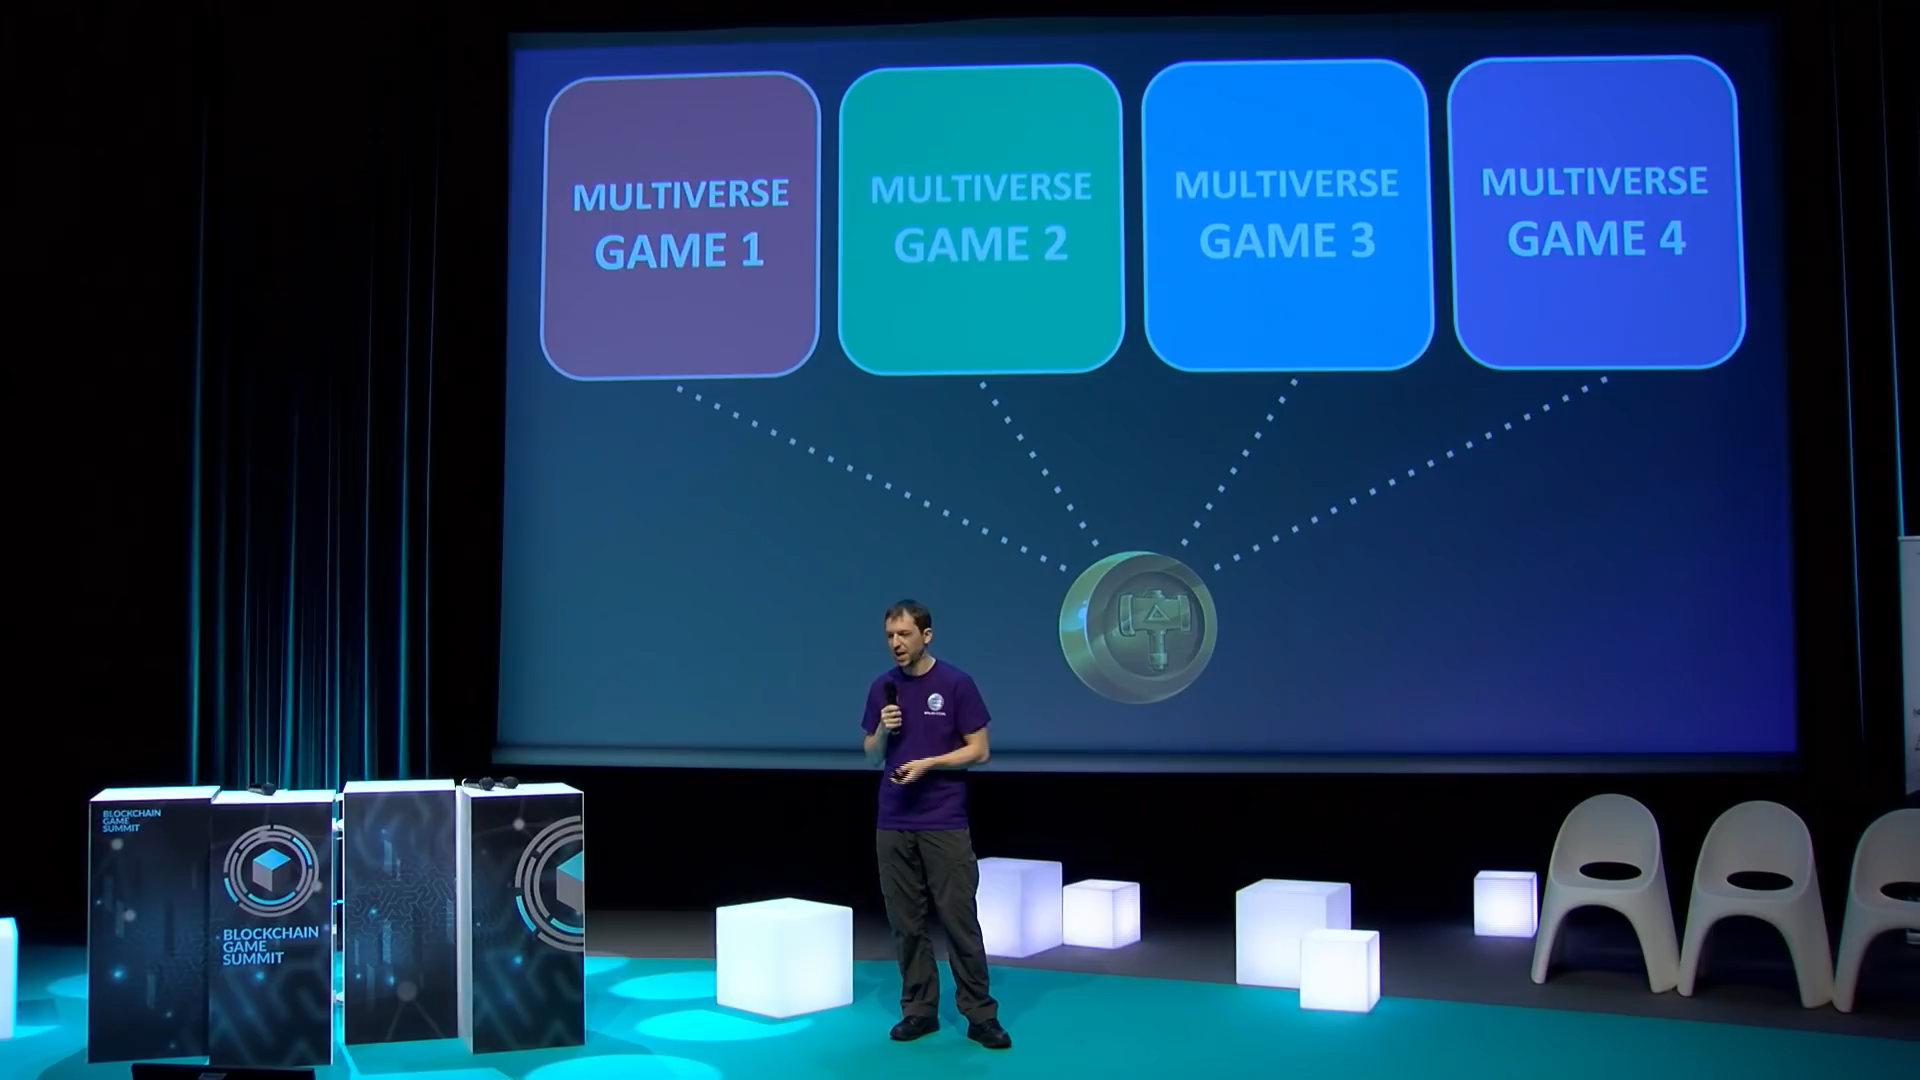 MULTIVERSE
GAME 1
MULTIVERSE
GAME 2
MULTIVERSE
GAME 3
MULTIVERSE
GAME 4
BLOCKCHAIN
GAME
SUMMIT
BLOCKCHAIN
GAME
SUMMIT